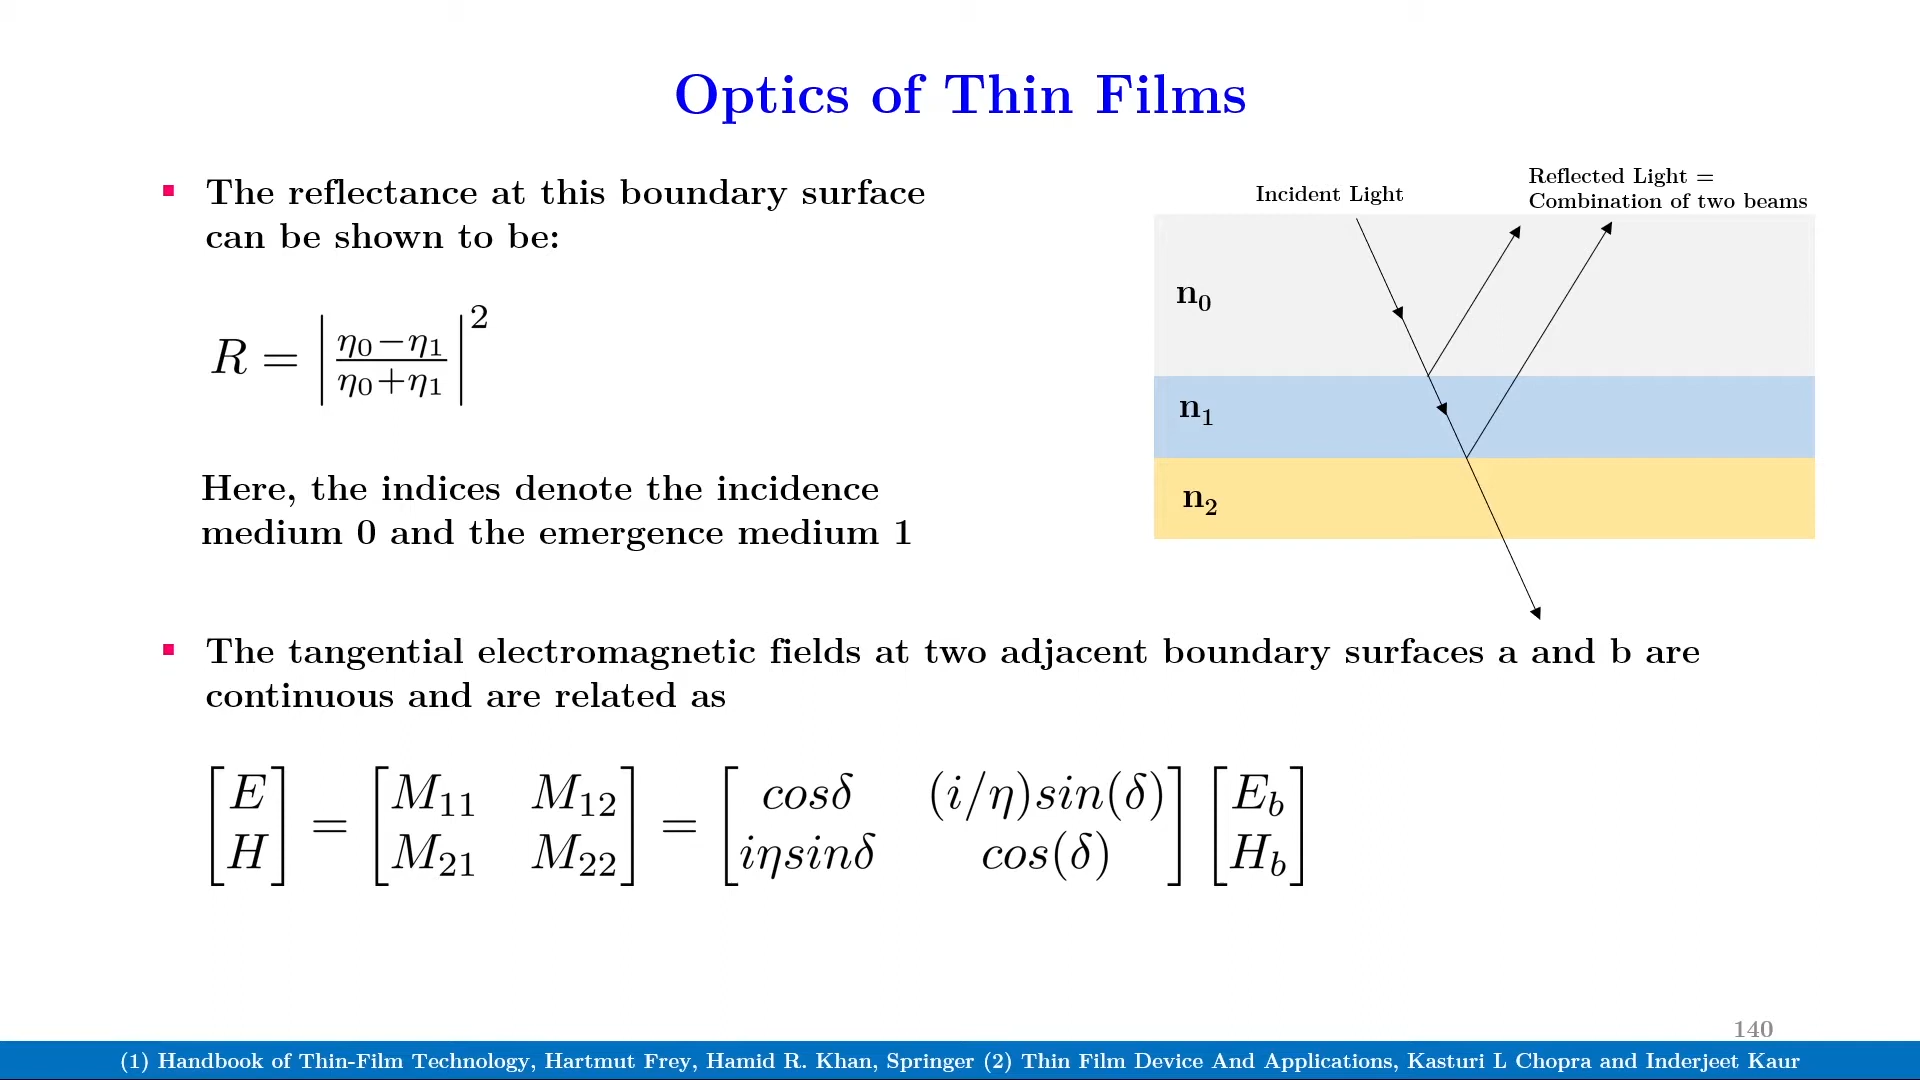 Optics of Thin Films
▪ The reflectance at this boundary surface
can be shown to be:
R = |η₀−η₁ / η₀+η₁|²
Here, the indices denote the incidence
medium 0 and the emergence medium 1
Incident Light
Reflected Light =
Combination of two beams
n₀
n₁
n₂
▪ The tangential electromagnetic fields at two adjacent boundary surfaces a and b are
continuous and are related as
[E H] = [M₁₁ M₁₂ M₂₁ M₂₂] = [cosδ (i/η)sin(δ) iηsinδ cos(δ)] [E_b H_b]
140
(1) Handbook of Thin-Film Technology, Hartmut Frey, Hamid R. Khan, Springer (2) Thin Film Device And Applications, Kasturi L Chopra and Inderjeet Kaur